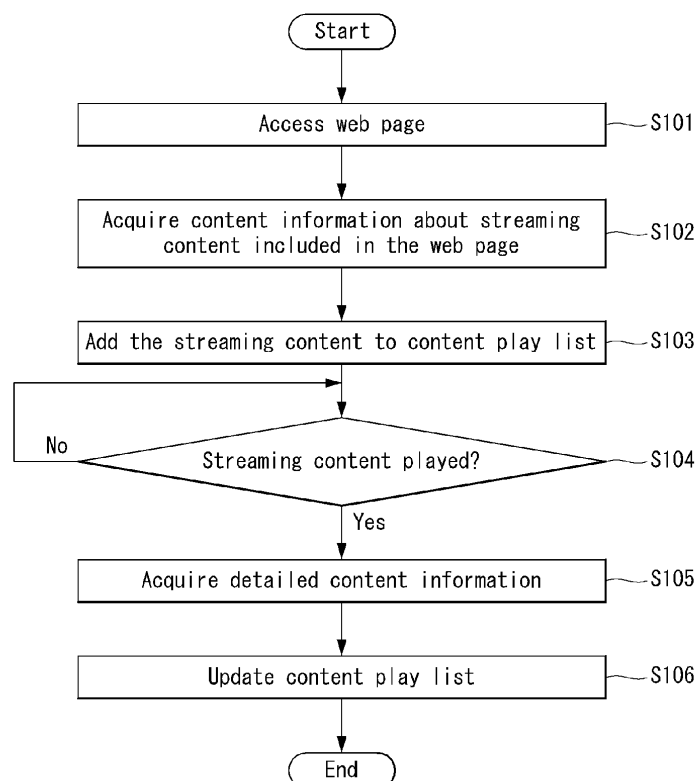 Start
Access web page
S101
Acquire content information about streaming
content included in the web page
S102
Add the streaming content to content play list
S103
Streaming content played?
S104
No
Yes
Acquire detailed content information
S105
Update content play list
S106
End